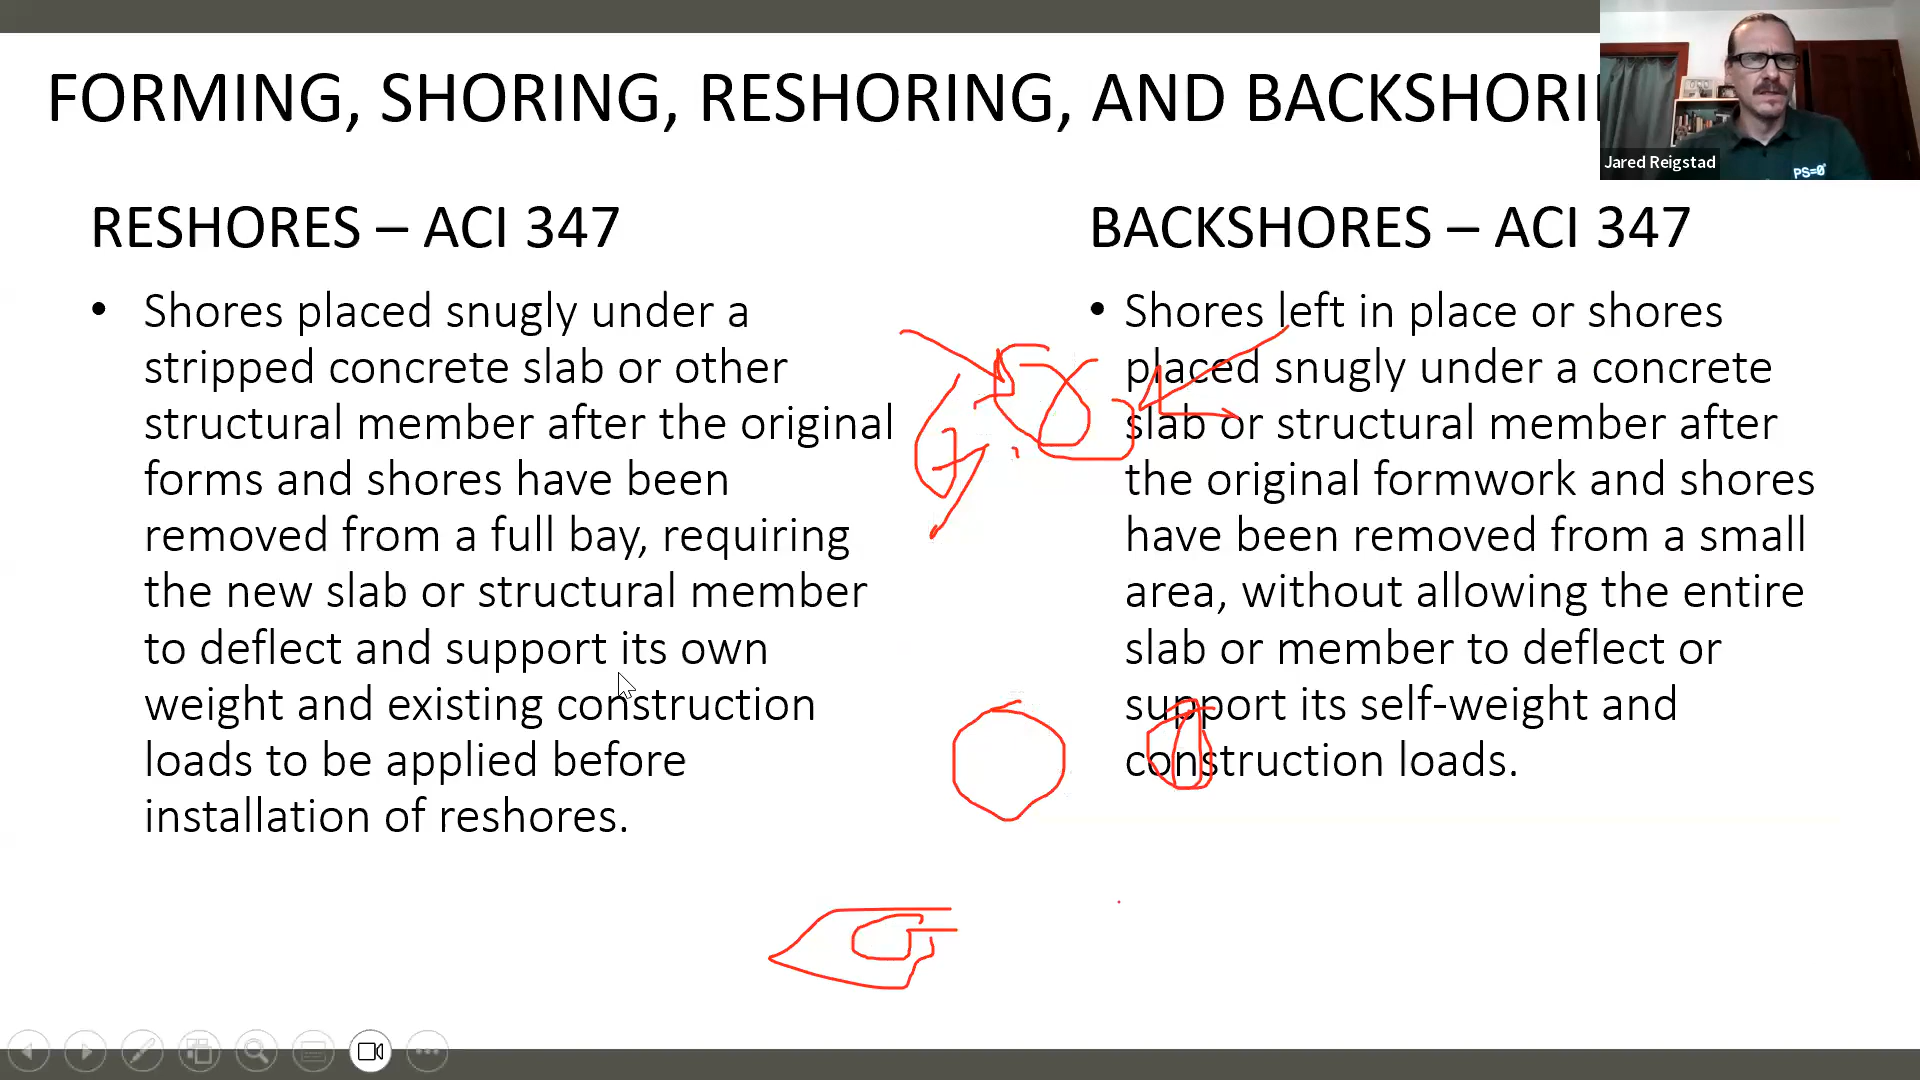 FORMING, SHORING, RESHORING, AND BACKSHORI
Jared Reigstad
PS=0°
RESHORES – ACI 347
• Shores placed snugly under a
stripped concrete slab or other
structural member after the original
forms and shores have been
removed from a full bay, requiring
the new slab or structural member
to deflect and support its own
weight and existing construction
loads to be applied before
installation of reshores.
BACKSHORES – ACI 347
• Shores left in place or shores
placed snugly under a concrete
slab or structural member after
the original formwork and shores
have been removed from a small
area, without allowing the entire
slab or member to deflect or
support its self-weight and
construction loads.